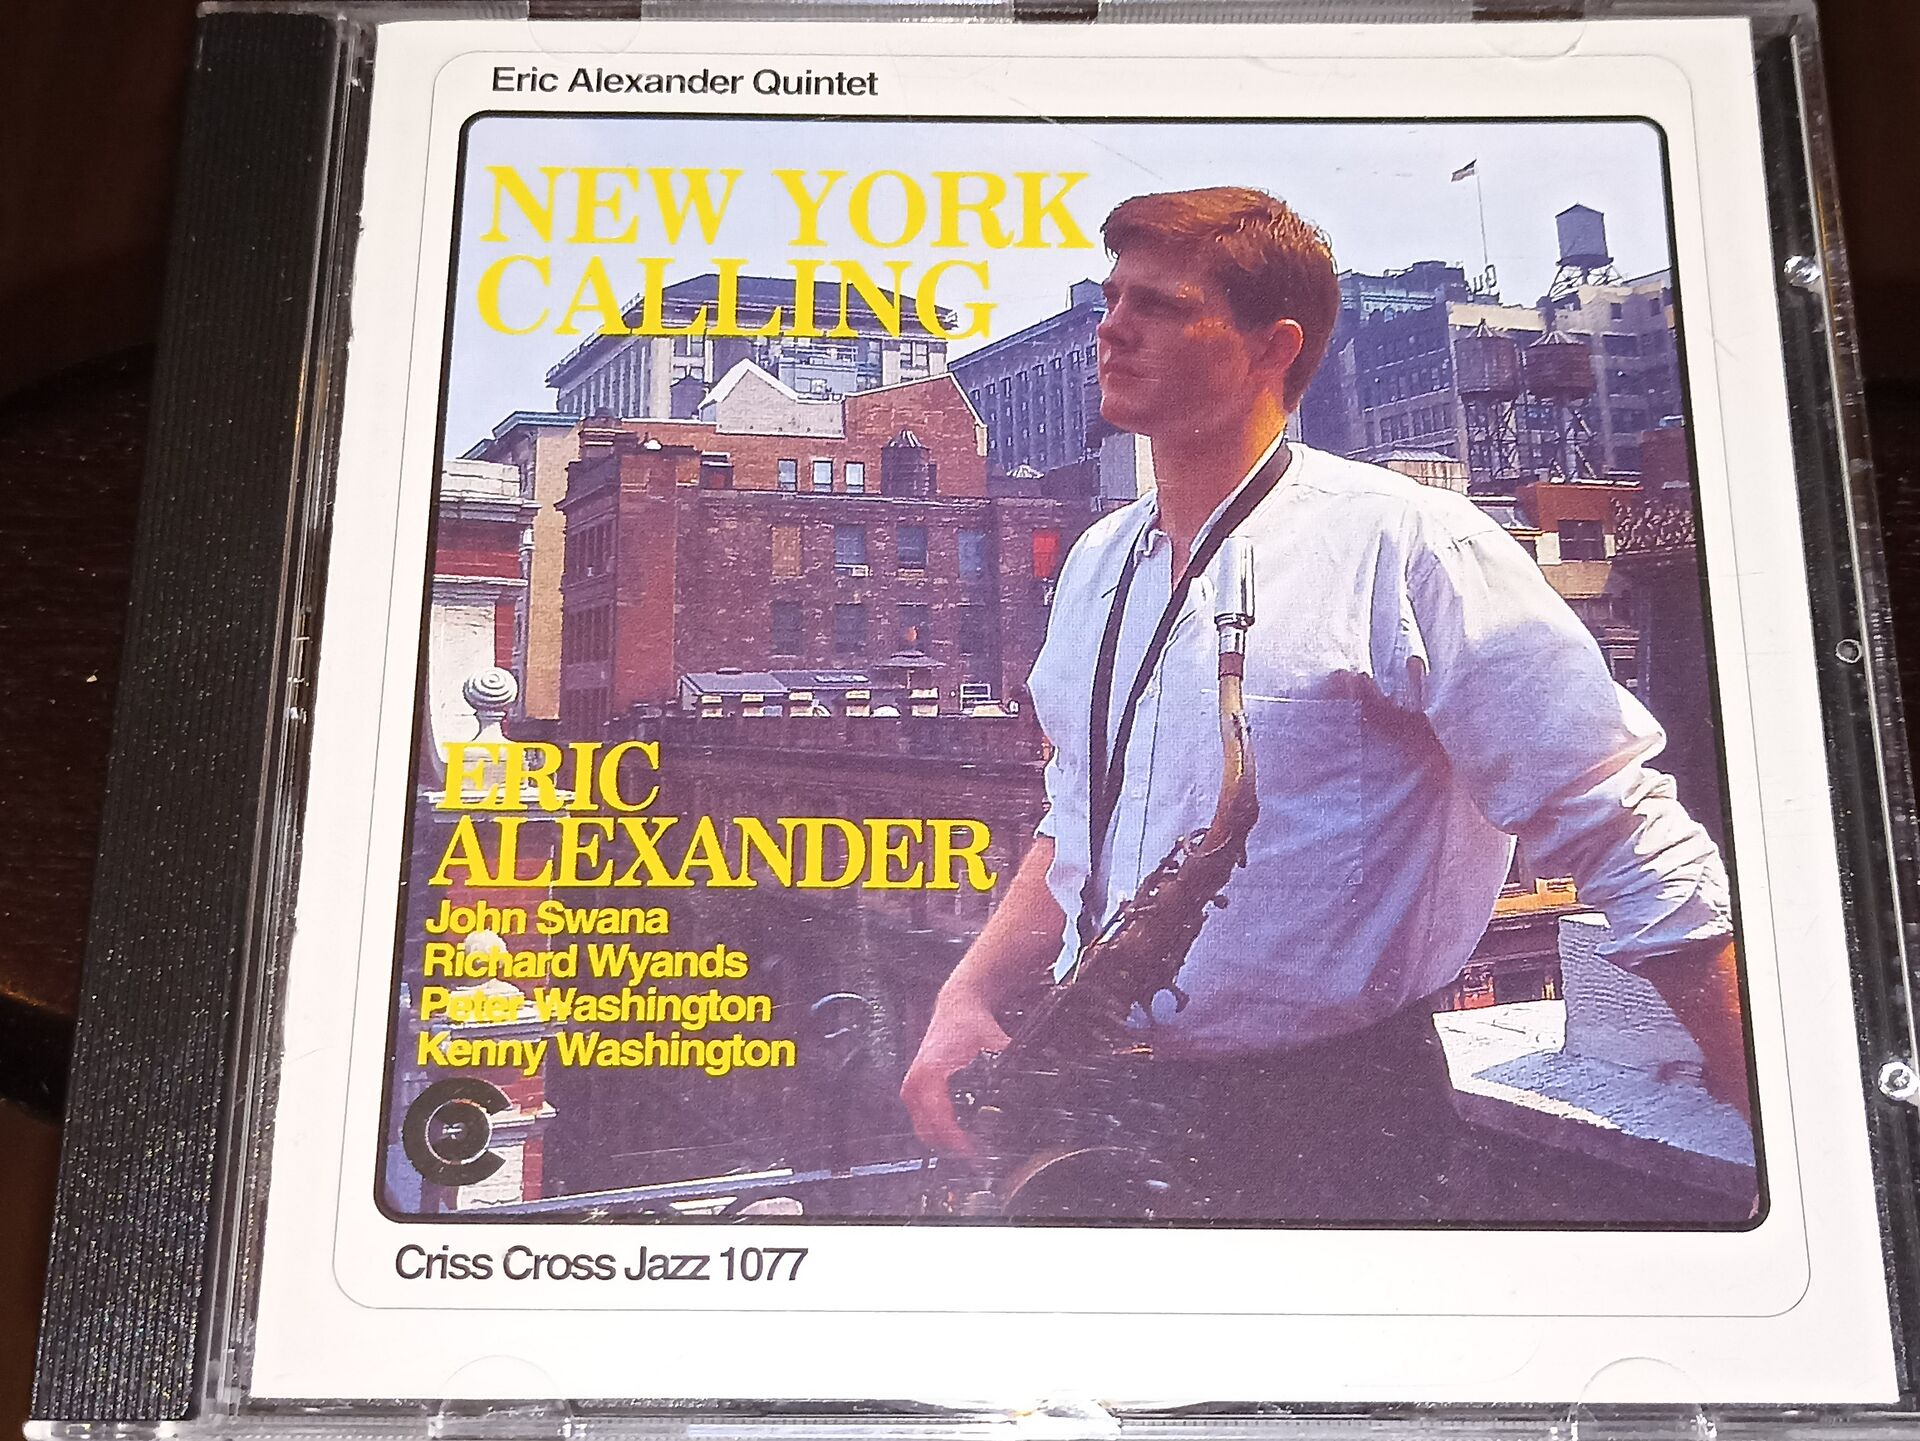 Eric Alexander Quintet
NEW YORK
CALLING
ERIC
ALEXANDER
John Swana
Richard Wyands
Peter Washington
Kenny Washington
Criss Cross Jazz 1077